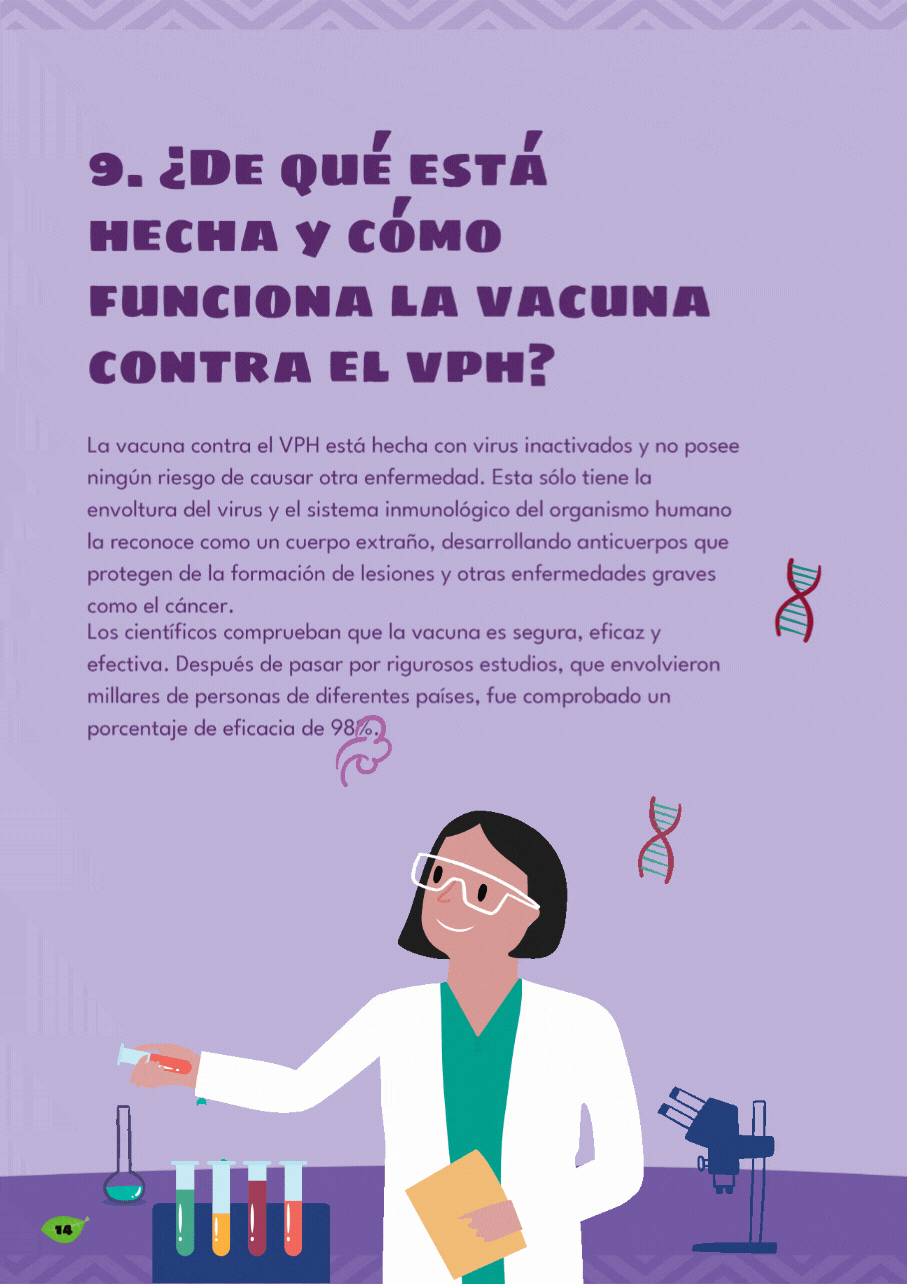 9. ¿DE QUÉ ESTÁ
HECHA Y CÓMO
FUNCIONA LA VACUNA
CONTRA EL VPH?
La vacuna contra el VPH está hecha con virus inactivados y no posee
ningún riesgo de causar otra enfermedad. Esta sólo tiene la
envoltura del virus y el sistema inmunológico del organismo humano
la reconoce como un cuerpo extraño, desarrollando anticuerpos que
protegen de la formación de lesiones y otras enfermedades graves
como el cáncer.
Los científicos comprueban que la vacuna es segura, eficaz y
efectiva. Después de pasar por rigurosos estudios, que envolvieron
millares de personas de diferentes países, fue comprobado un
porcentaje de eficacia de 98%.
14